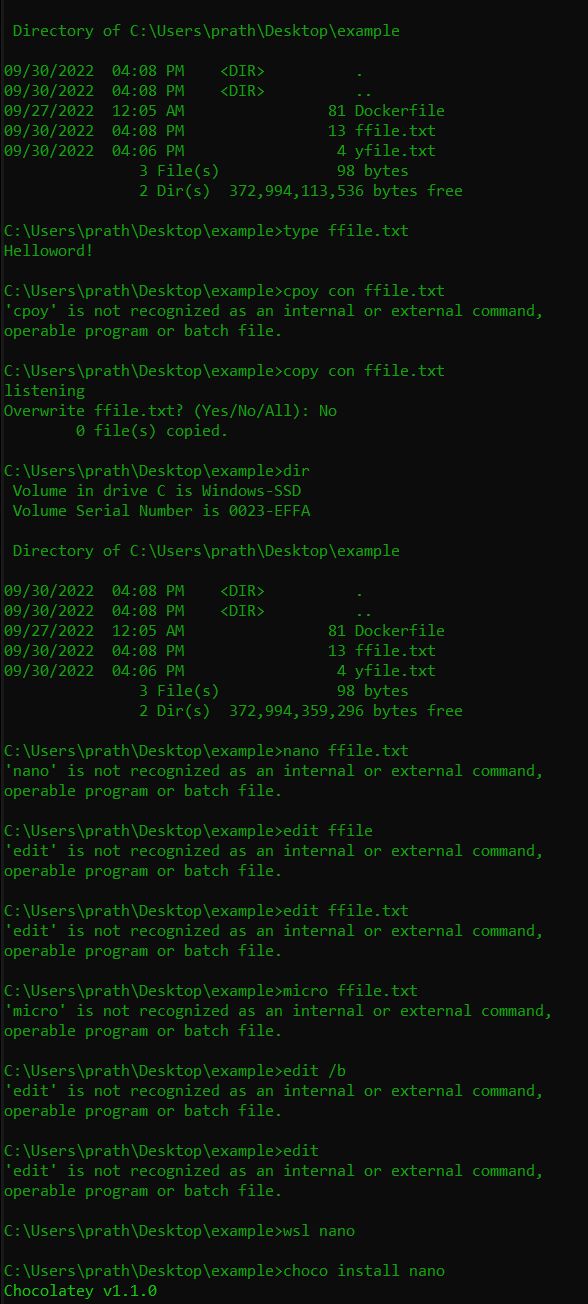 Directory of C:\Users\prath\Desktop\example
09/30/2022  04:08 PM    <DIR>          .
09/30/2022  04:08 PM    <DIR>          ..
09/27/2022  12:05 AM                81 Dockerfile
09/30/2022  04:08 PM                13 ffile.txt
09/30/2022  04:06 PM                 4 yfile.txt
               3 File(s)             98 bytes
               2 Dir(s)  372,994,113,536 bytes free
C:\Users\prath\Desktop\example>type ffile.txt
Helloword!
C:\Users\prath\Desktop\example>cpoy con ffile.txt
'cpoy' is not recognized as an internal or external command,
operable program or batch file.
C:\Users\prath\Desktop\example>copy con ffile.txt
listening
Overwrite ffile.txt? (Yes/No/All): No
        0 file(s) copied.
C:\Users\prath\Desktop\example>dir
 Volume in drive C is Windows-SSD
 Volume Serial Number is 0023-EFFA
 Directory of C:\Users\prath\Desktop\example
09/30/2022  04:08 PM    <DIR>          .
09/30/2022  04:08 PM    <DIR>          ..
09/27/2022  12:05 AM                81 Dockerfile
09/30/2022  04:08 PM                13 ffile.txt
09/30/2022  04:06 PM                 4 yfile.txt
               3 File(s)             98 bytes
               2 Dir(s)  372,994,359,296 bytes free
C:\Users\prath\Desktop\example>nano ffile.txt
'nano' is not recognized as an internal or external command,
operable program or batch file.
C:\Users\prath\Desktop\example>edit ffile
'edit' is not recognized as an internal or external command,
operable program or batch file.
C:\Users\prath\Desktop\example>edit ffile.txt
'edit' is not recognized as an internal or external command,
operable program or batch file.
C:\Users\prath\Desktop\example>micro ffile.txt
'micro' is not recognized as an internal or external command,
operable program or batch file.
C:\Users\prath\Desktop\example>edit /b
'edit' is not recognized as an internal or external command,
operable program or batch file.
C:\Users\prath\Desktop\example>edit
'edit' is not recognized as an internal or external command,
operable program or batch file.
C:\Users\prath\Desktop\example>wsl nano
C:\Users\prath\Desktop\example>choco install nano
Chocolatey v1.1.0